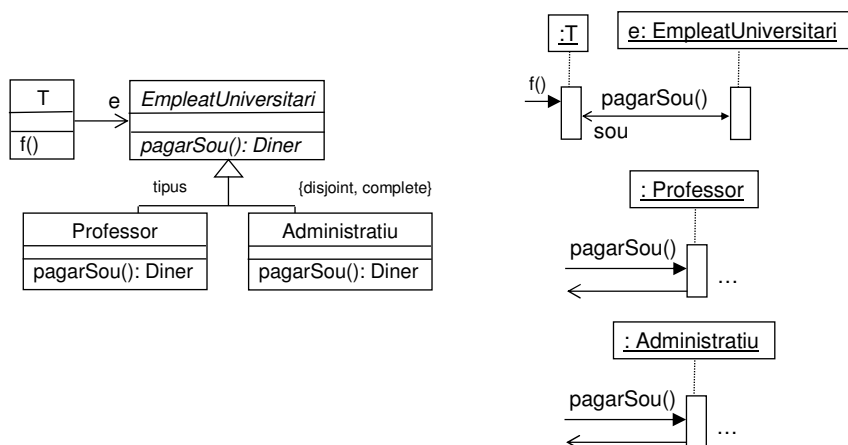 T
f()
e
EmpleatUniversitari
pagarSou(): Diner
tipus
{disjoint, complete}
Professor
pagarSou(): Diner
Administratiu
pagarSou(): Diner
:T
e: EmpleatUniversitari
f()
pagarSou()
sou
: Professor
pagarSou()
...
: Administratiu
pagarSou()
...